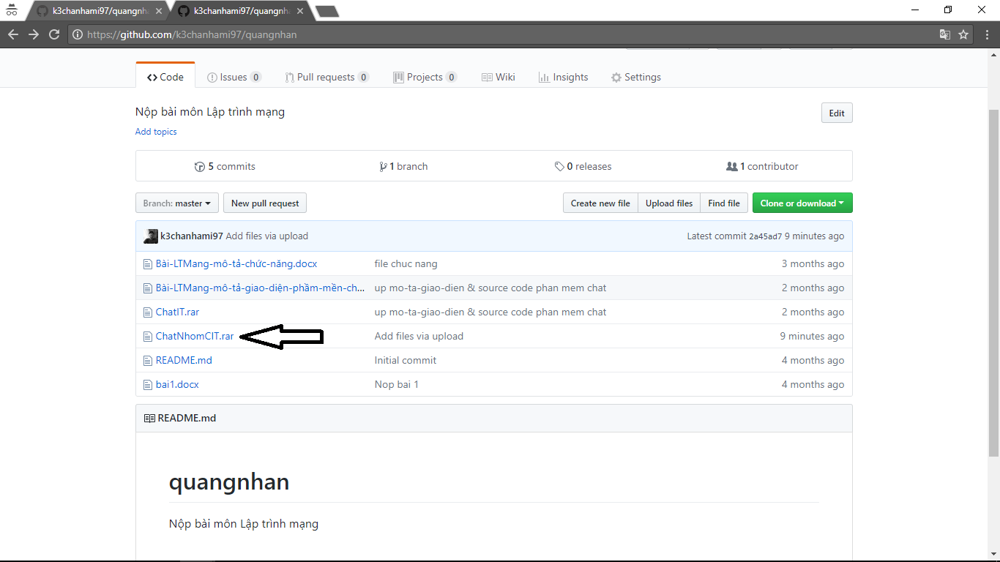 k3chanhami97/quangnh
k3chanhami97/quangnh
https://github.com/k3chanhami97/quangnhan
Code
Issues 0
Pull requests 0
Projects 0
Wiki
Insights
Settings
Nộp bài môn Lập trình mạng
Edit
Add topics
5 commits
1 branch
0 releases
1 contributor
Branch: master
New pull request
Create new file
Upload files
Find file
Clone or download
k3chanhami97 Add files via upload
Latest commit 2a45ad7 9 minutes ago
Bài-LTMang-mô-tả-chức-năng.docx file chuc nang 3 months ago
Bài-LTMang-mô-tả-giao-diện-phầm-mền-ch... up mo-ta-giao-dien & source code phan mem chat 2 months ago
ChatIT.rar up mo-ta-giao-dien & source code phan mem chat 2 months ago
ChatNhomCIT.rar Add files via upload 9 minutes ago
README.md Initial commit 4 months ago
bai1.docx Nop bai 1 4 months ago
README.md
quangnhan
Nộp bài môn Lập trình mạng